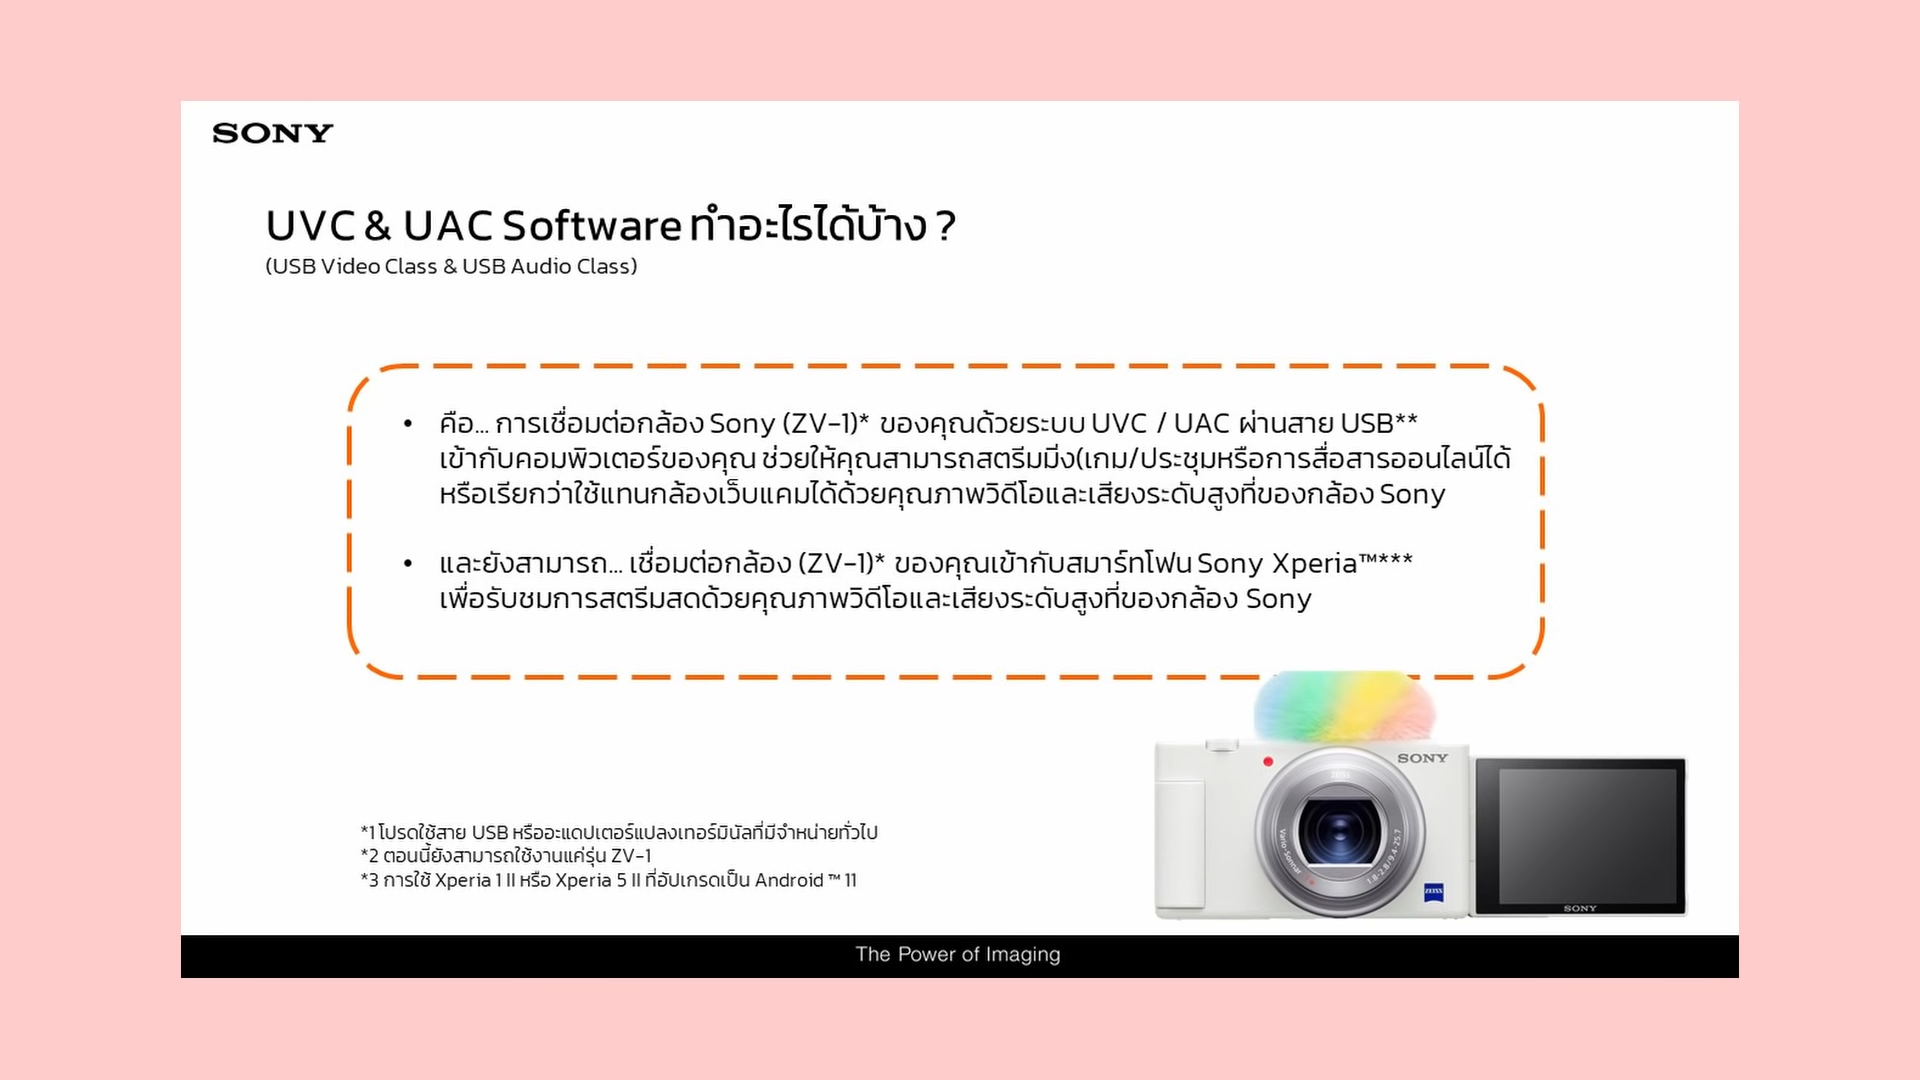 SONY
UVC & UAC Software ทำอะไรได้บ้าง ?
(USB Video Class & USB Audio Class)
• คือ... การเชื่อมต่อกล้อง Sony (ZV-1)* ของคุณด้วยระบบ UVC / UAC ผ่านสาย USB**
เข้ากับคอมพิวเตอร์ของคุณ ช่วยให้คุณสามารถสตรีมมิ่ง(เกม/ประชุมหรือการสื่อสารออนไลน์ได้
หรือเรียกว่าใช้แทนกล้องเว็บแคมได้ด้วยคุณภาพวิดีโอและเสียงระดับสูงที่ของกล้อง Sony
• และยังสามารถ... เชื่อมต่อกล้อง (ZV-1)* ของคุณเข้ากับสมาร์ทโฟน Sony Xperia™***
เพื่อรับชมการสตรีมสดด้วยคุณภาพวิดีโอและเสียงระดับสูงที่ของกล้อง Sony
SONY
ZEISS
Vario-Sonnar
1.8-2.8/9.4-25.7
ZEISS
SONY
*1 โปรดใช้สาย USB หรืออะแดปเตอร์แปลงเทอร์มินัลที่มีจำหน่ายทั่วไป
*2 ตอนนี้ยังสามารถใช้งานแค่รุ่น ZV-1
*3 การใช้ Xperia 1 II หรือ Xperia 5 II ที่อัปเกรดเป็น Android ™ 11
The Power of Imaging